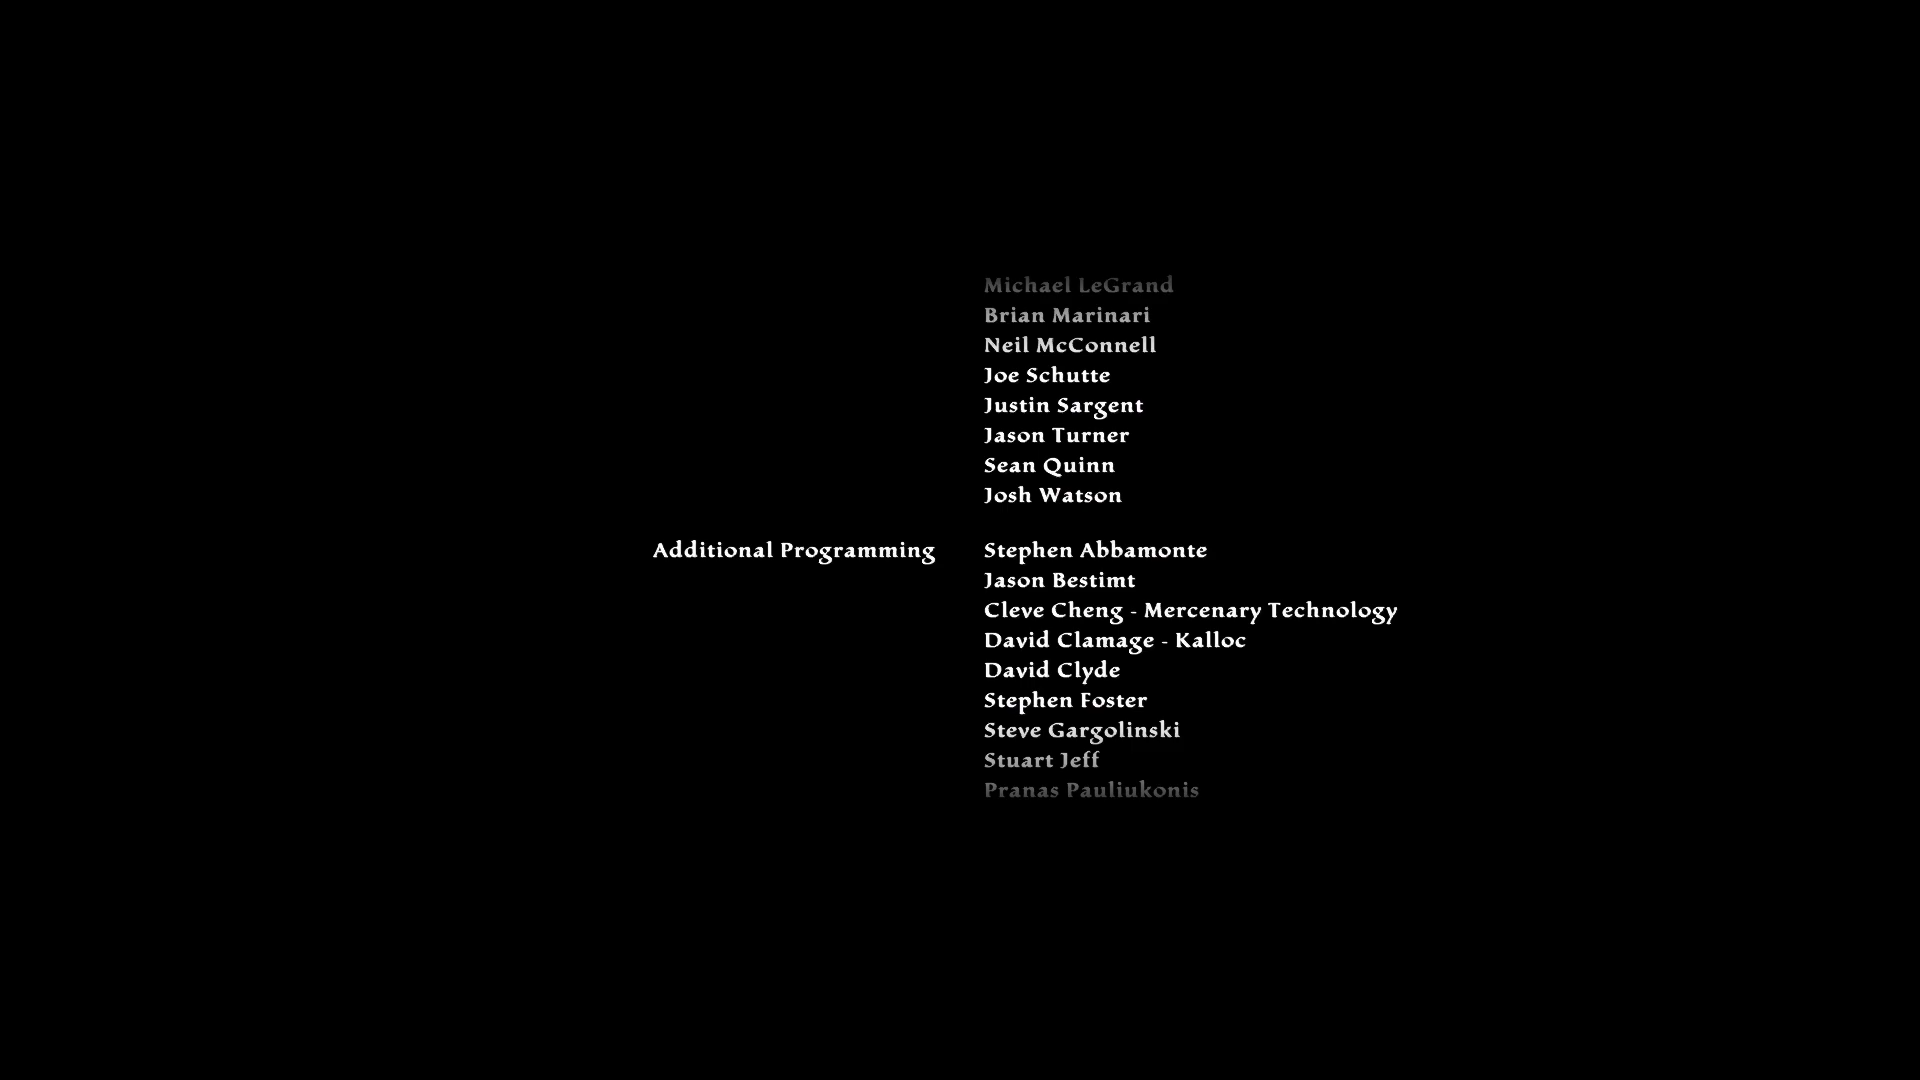 Michael LeGrand
Brian Marinari
Neil McConnell
Joe Schutte
Justin Sargent
Jason Turner
Sean Quinn
Josh Watson
Additional Programming Stephen Abbamonte
Jason Bestimt
Cleve Cheng - Mercenary Technology
David Clamage - Kalloc
David Clyde
Stephen Foster
Steve Gargolinski
Stuart Jeff
Pranas Pauliukonis